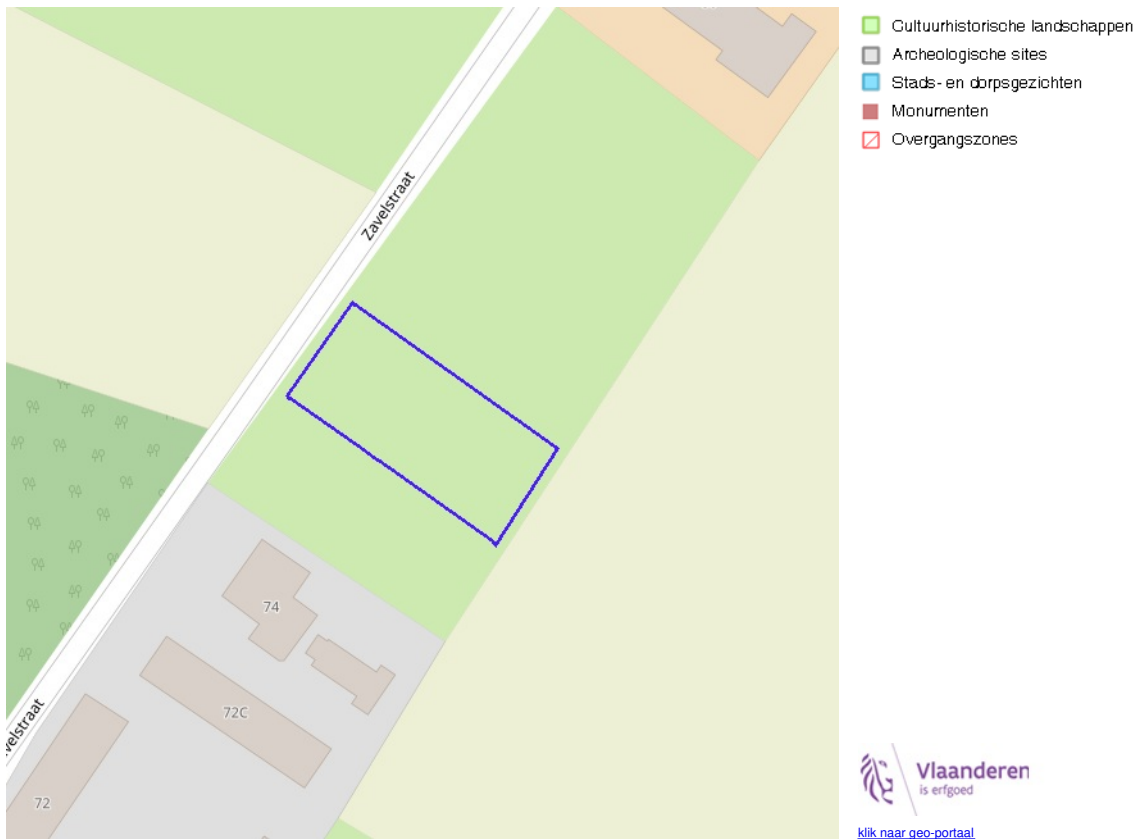 Cultuurhistorische landschappen
Archeologische sites
Stads- en dorpsgezichten
Monumenten
Overgangszones
Zavelstraat
74
72C
velstraat
72
Vlaanderen
is erfgoed
klik naar geo-portaal